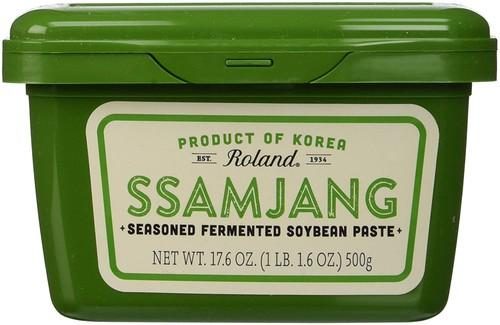 PRODUCT OF KOREA
EST. Roland® 1934
SSAMJANG
SEASONED FERMENTED SOYBEAN PASTE
NET WT. 17.6 OZ. (1 LB. 1.6 OZ.) 500g